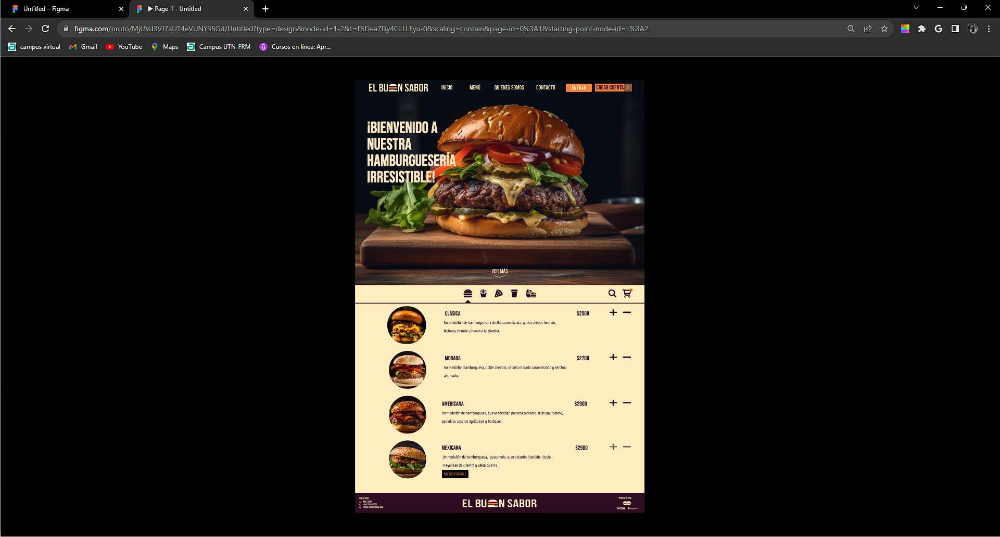 Untitled – Figma
▶ Page 1 - Untitled
figma.com/proto/MjUVd3VJ7aUT4eVUNY35Gd/Untitled?type=design&node-id=1-2&t=F5Dea7Dy4GLLLFyu-0&scaling=contain&page-id=0%3A1&starting-point-node-id=1%3A2
campus virtual
Gmail
YouTube
Maps
Campus UTN-FRM
Cursos en línea: Apr...
EL BUEN SABOR
INICIO
MENÚ
QUIENES SOMOS
CONTACTO
ENTRAR
CREAR CUENTA
¡BIENVENIDO A
NUESTRA
HAMBURGUESERÍA
IRRESISTIBLE!
VER MÁS
CLÁSICA
$2500
Un medallón de hamburguesa, cebolla caramelizada, queso chedar fundido,
lechuga, tomate y huevo a la plancha.
MORADA
$2700
Un medallón hamburguesa, doble cheddar, cebolla morada caramelizada y ketchup
ahumado.
AMERICANA
$2900
Un medallón de hamburguesa, queso cheddar, panceta crocante, lechuga, tomate,
pepinillos caseros agridulces y barbacoa.
MEXICANA
$2900
Un medallón de hamburguesa, guacamole ,queso dambo fundido, rúcula ,
mayonesa de cilantro y salsa picante.
NO DISPONIBLE
BUEN_SABOR
EL BUEN SABOR
VISA
PayPal